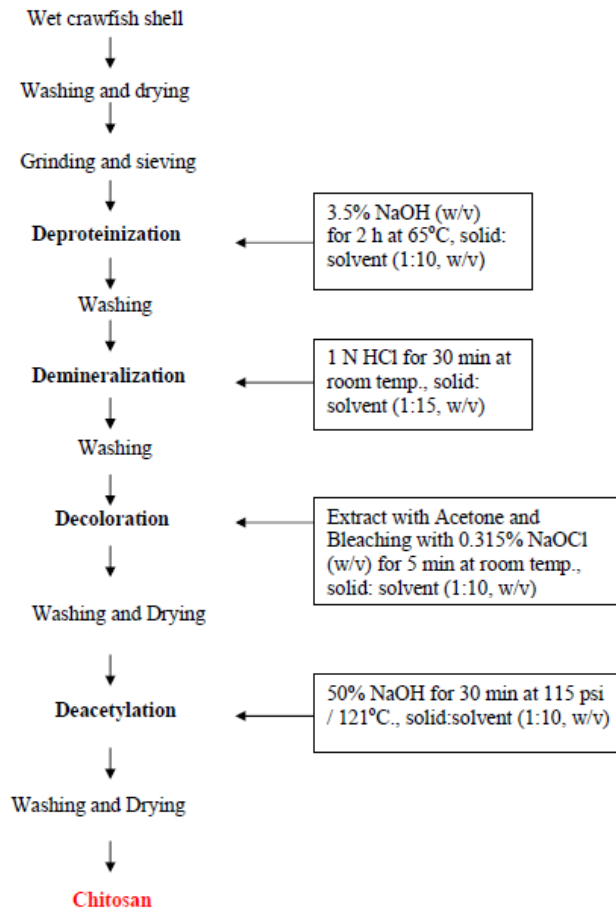 Wet crawfish shell
Washing and drying
Grinding and sieving
Deproteinization
3.5% NaOH (w/v)
for 2 h at 65⁰C, solid:
solvent (1:10, w/v)
Washing
Demineralization
1 N HCl for 30 min at
room temp., solid:
solvent (1:15, w/v)
Washing
Decoloration
Extract with Acetone and
Bleaching with 0.315% NaOCl
(w/v) for 5 min at room temp.,
solid: solvent (1:10, w/v)
Washing and Drying
Deacetylation
50% NaOH for 30 min at 115 psi
/ 121⁰C., solid:solvent (1:10, w/v)
Washing and Drying
Chitosan